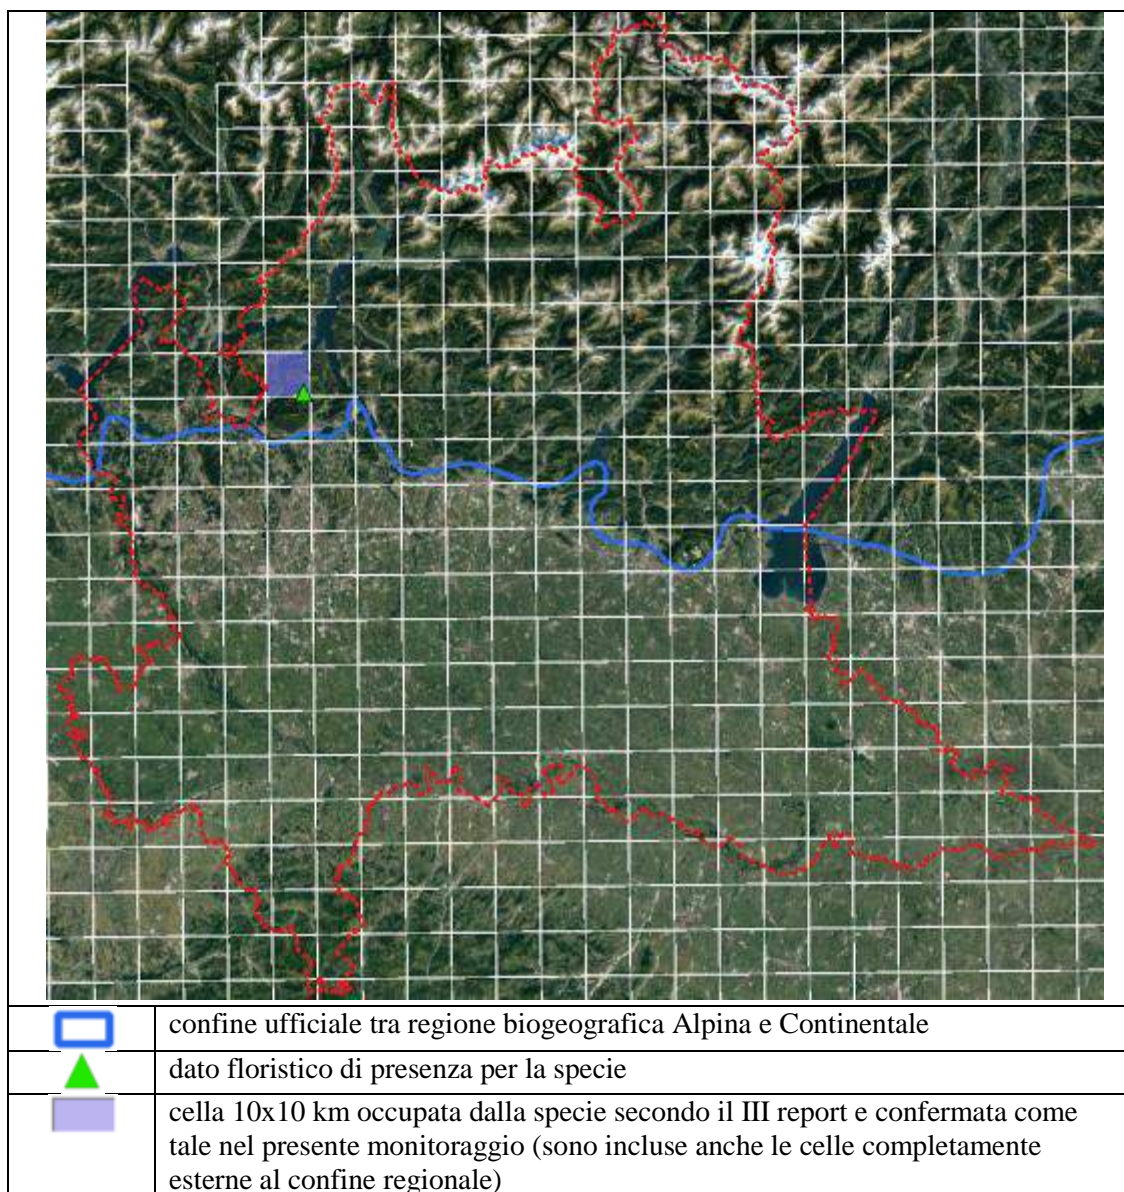 confine ufficiale tra regione biogeografica Alpina e Continentale
dato floristico di presenza per la specie
cella 10x10 km occupata dalla specie secondo il III report e confermata come
tale nel presente monitoraggio (sono incluse anche le celle completamente
esterne al confine regionale)